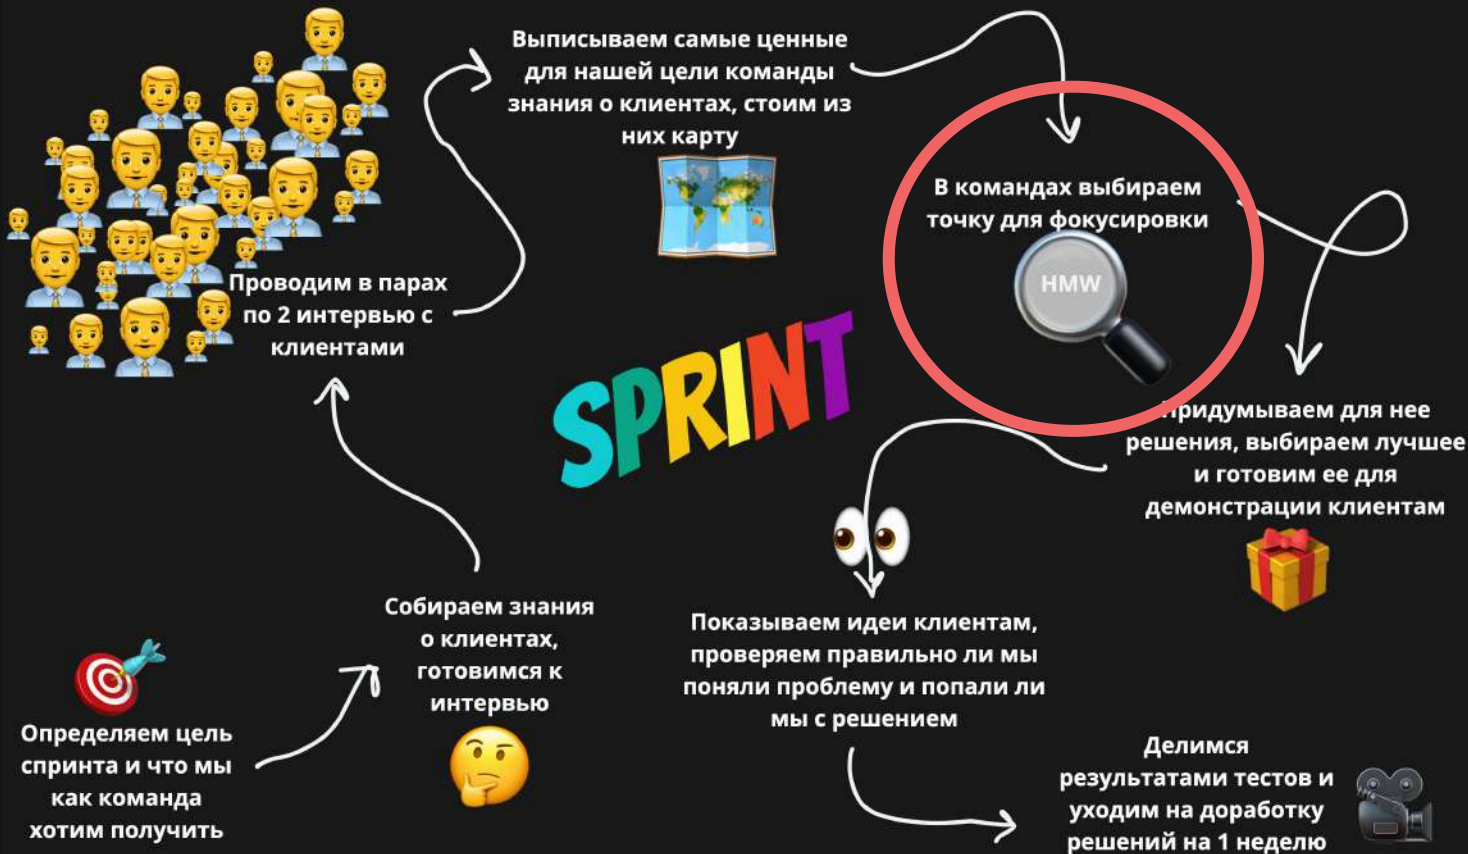 Определяем цель
спринта и что мы
как команда
хотим получить
Собираем знания
о клиентах,
готовимся к
интервью
Проводим в парах
по 2 интервью с
клиентами
Выписываем самые ценные
для нашей цели команды
знания о клиентах, стоим из
них карту
В командах выбираем
точку для фокусировки
HMW
Придумываем для нее
решения, выбираем лучшее
и готовим ее для
демонстрации клиентам
SPRINT
Показываем идеи клиентам,
проверяем правильно ли мы
поняли проблему и попали ли
мы с решением
Делимся
результатами тестов и
уходим на доработку
решений на 1 неделю